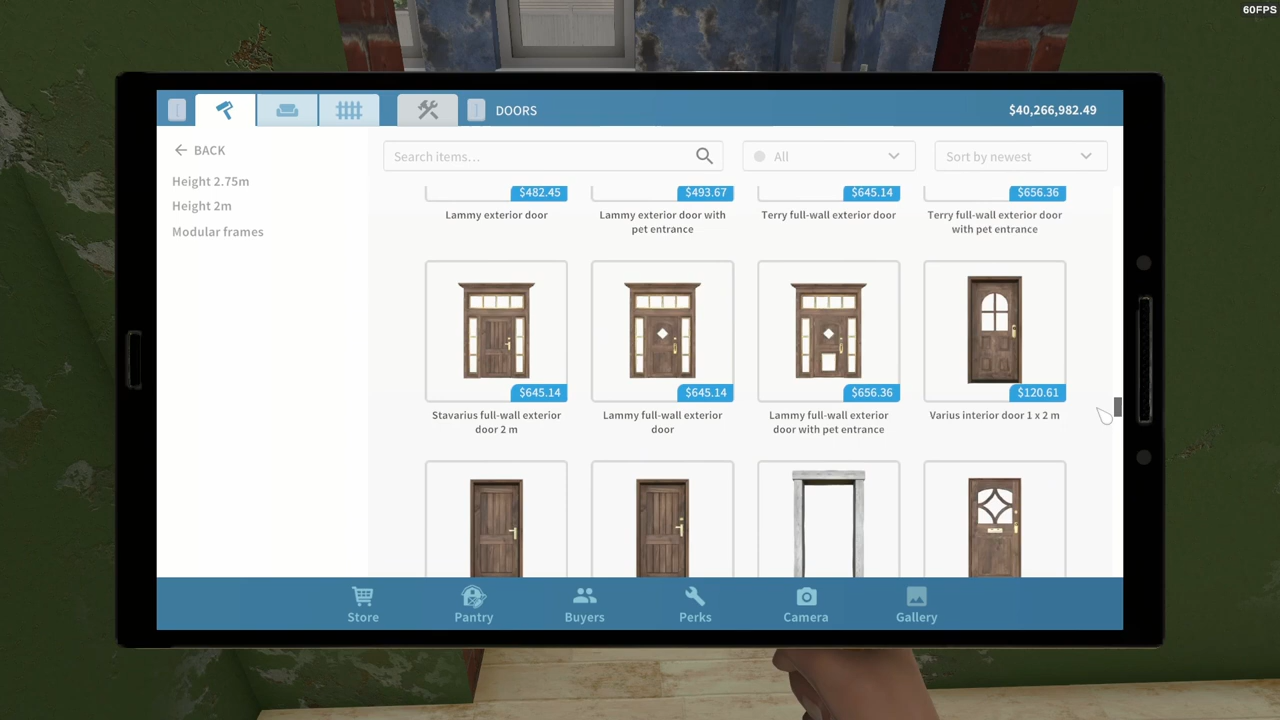 60FPS
DOORS
$40,266,982.49
BACK
Search items...
All
Sort by newest
Height 2.75m
Height 2m
Modular frames
$482.45
$493.67
$645.14
$656.36
Lammy exterior door
Lammy exterior door with
pet entrance
Terry full-wall exterior door
Terry full-wall exterior door
with pet entrance
$645.14
$645.14
$656.36
$120.61
Stavarius full-wall exterior
door 2 m
Lammy full-wall exterior
door
Lammy full-wall exterior
door with pet entrance
Varius interior door 1 x 2 m
Store
Pantry
Buyers
Perks
Camera
Gallery